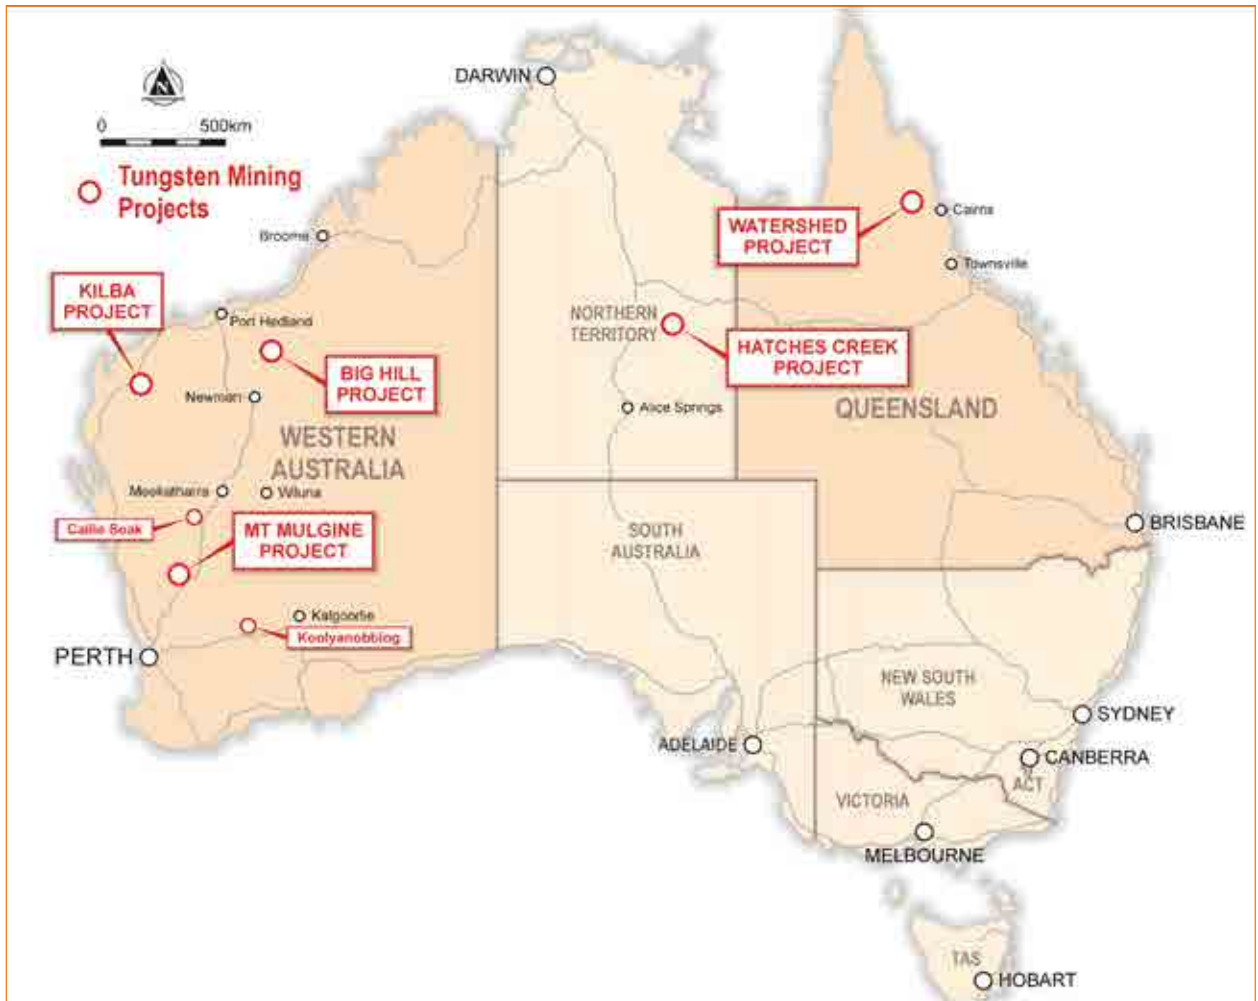 DARWIN
N
0 500km
Tungsten Mining
Projects
Broome
WATERSHED
PROJECT
Cairns
Townsville
KILBA
PROJECT
Port Hedland
NORTHERN
TERRITORY
HATCHES CREEK
PROJECT
BIG HILL
PROJECT
Newman
Alice Springs
QUEENSLAND
WESTERN
AUSTRALIA
Meekatharra
Wiluna
Callie Soak
MT MULGINE
PROJECT
SOUTH
AUSTRALIA
BRISBANE
Kalgoorlie
Koolyanobbing
PERTH
NEW SOUTH
WALES
SYDNEY
ADELAIDE
CANBERRA
ACT
VICTORIA
MELBOURNE
TAS
HOBART